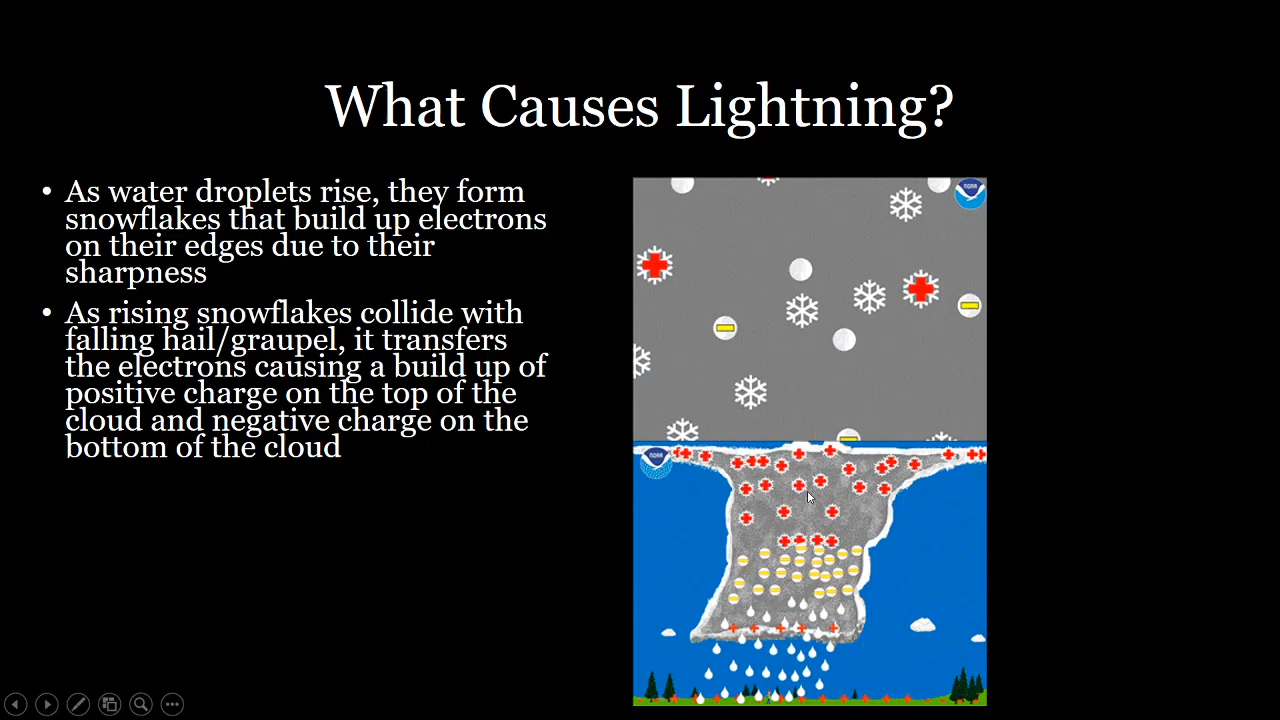 What Causes Lightning?
• As water droplets rise, they form
snowflakes that build up electrons
on their edges due to their
sharpness
• As rising snowflakes collide with
falling hail/graupel, it transfers
the electrons causing a build up of
positive charge on the top of the
cloud and negative charge on the
bottom of the cloud
NOAA
NOAA